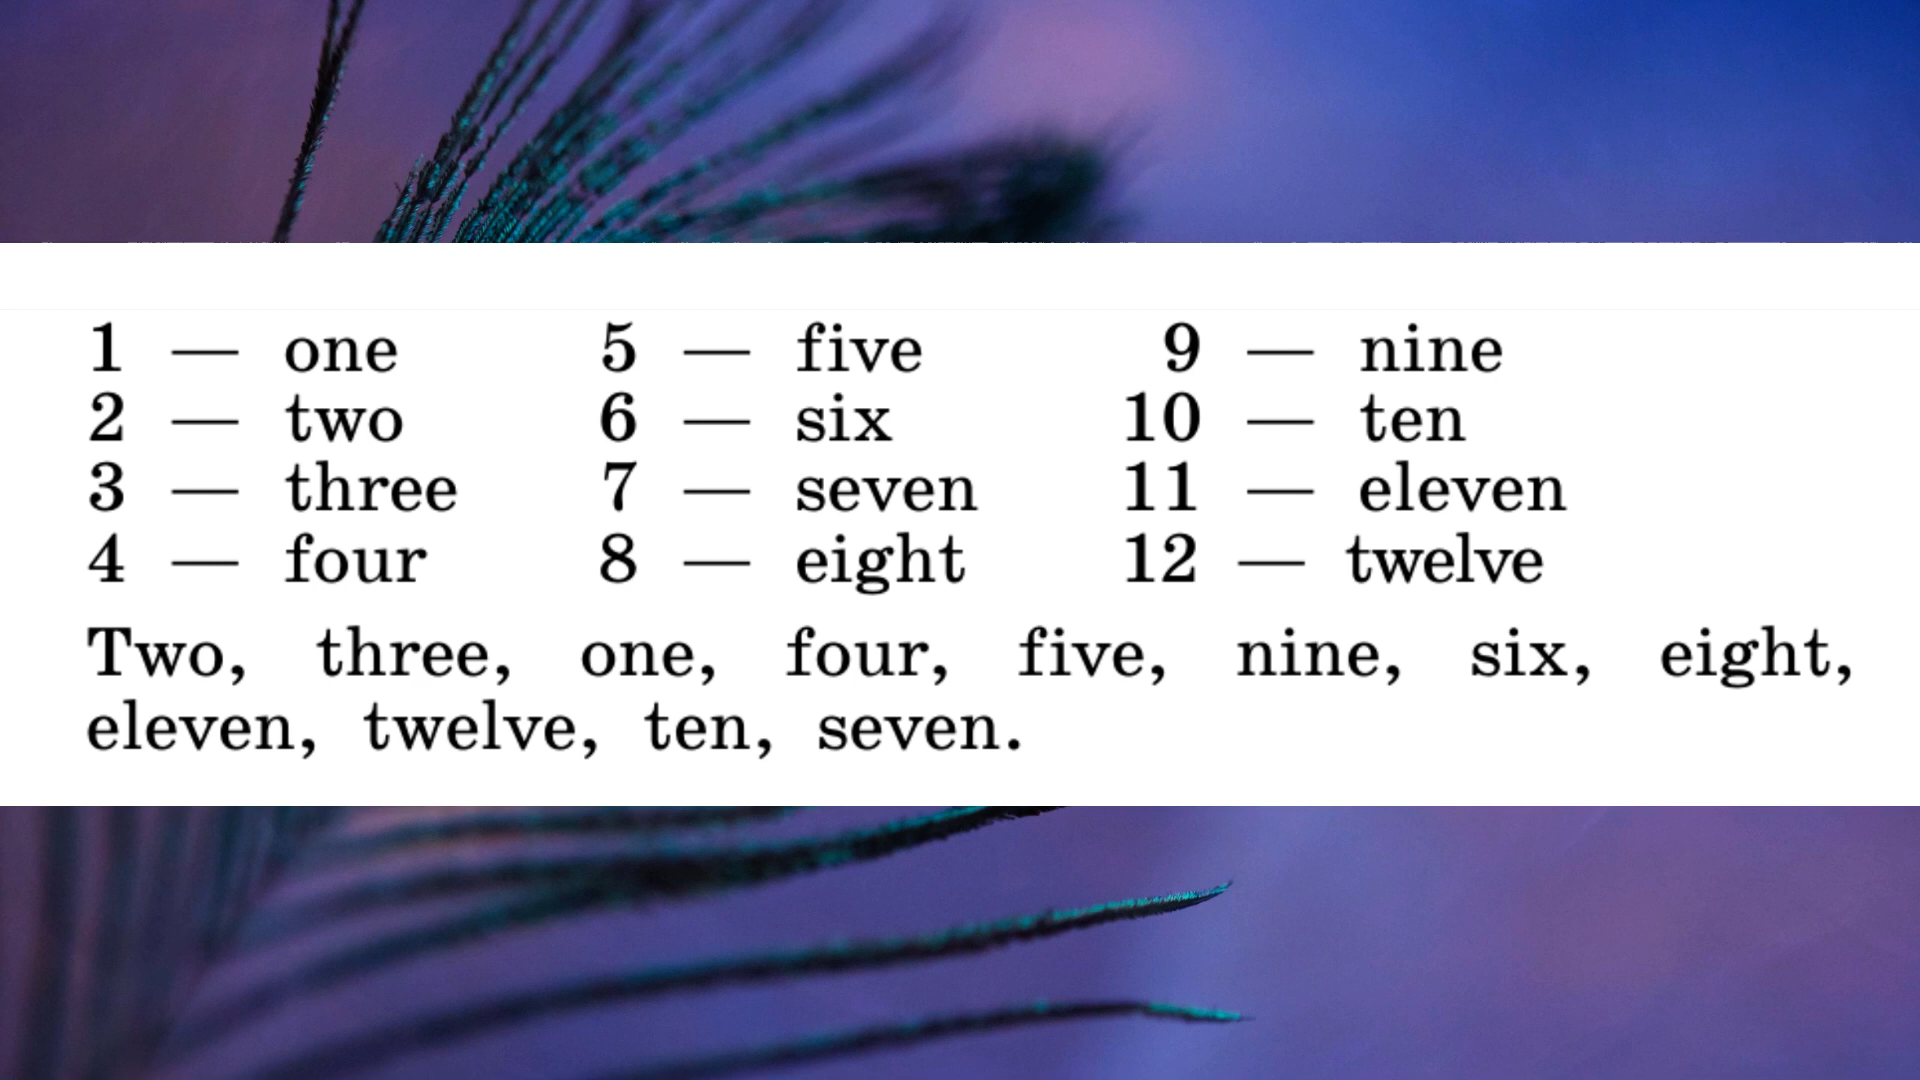 1 — one 5 — five 9 — nine
2 — two 6 — six 10 — ten
3 — three 7 — seven 11 — eleven
4 — four 8 — eight 12 — twelve
Two, three, one, four, five, nine, six, eight,
eleven, twelve, ten, seven.